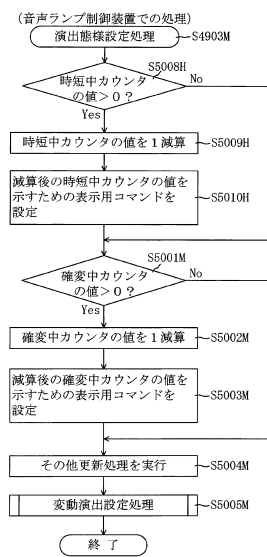 (音声ランプ制御装置での処理)
演出態様設定処理
S4903M
S5008H
時短中カウンタ
の値>0?
No
Yes
時短中カウンタの値を1減算
S5009H
減算後の時短中カウンタの値を
示すための表示用コマンドを
設定
S5010H
S5001M
確変中カウンタ
の値>0?
No
Yes
確変中カウンタの値を1減算
S5002M
減算後の確変中カウンタの値を
示すための表示用コマンドを
設定
S5003M
その他更新処理を実行
S5004M
変動演出設定処理
S5005M
終了